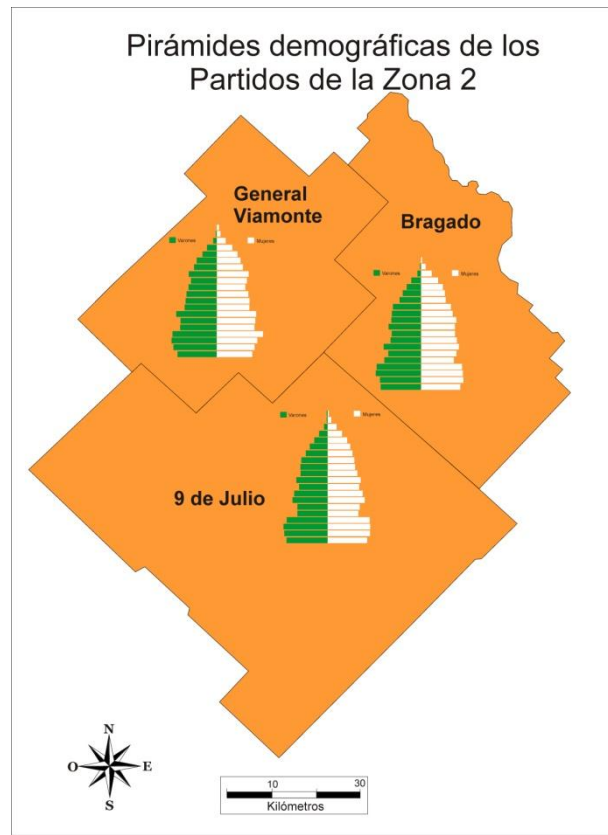 Pirámides demográficas de los
Partidos de la Zona 2
General
Viamonte
Varones
Mujeres
Bragado
Varones
Mujeres
Varones
Mujeres
9 de Julio
N
O
E
S
10
30
Kilómetros